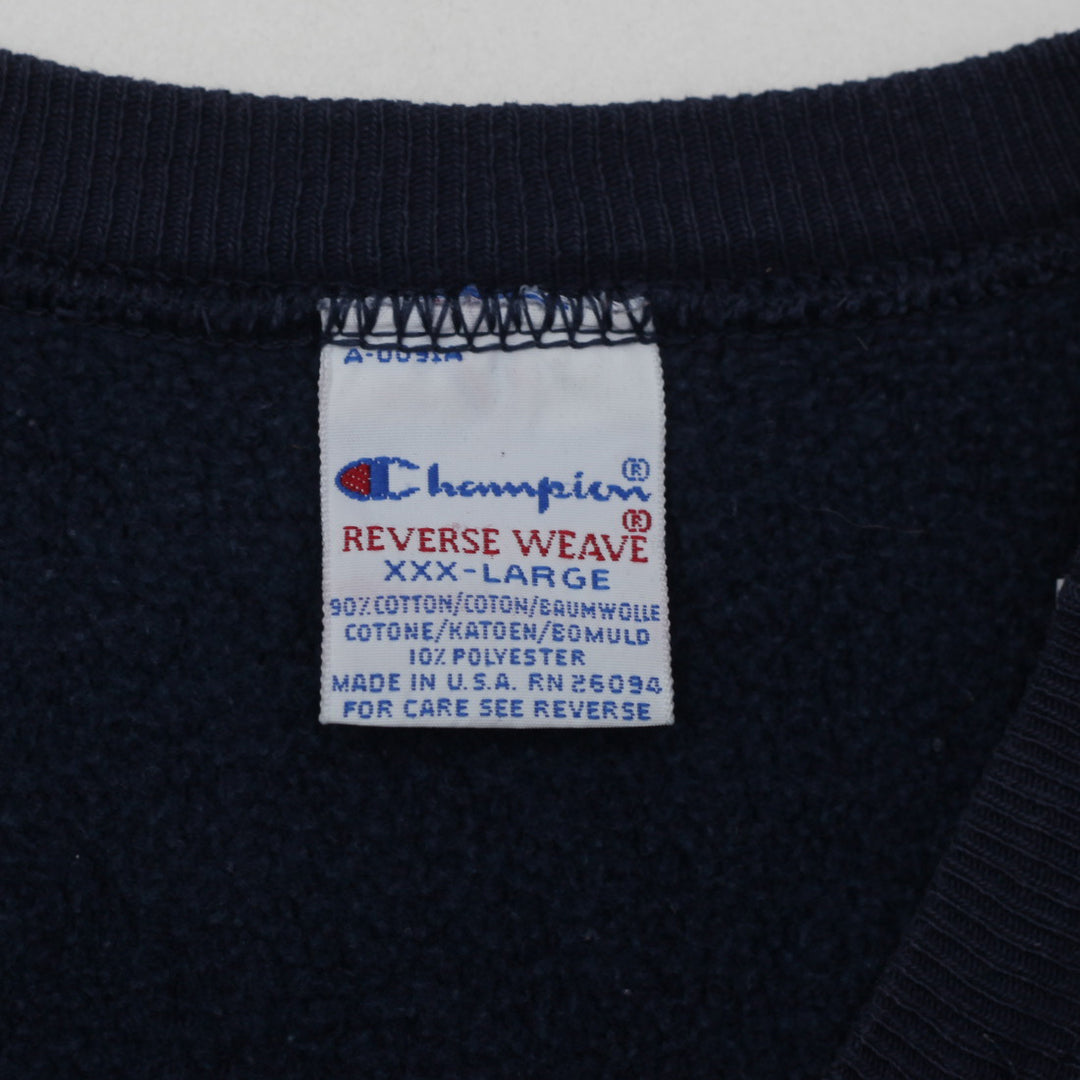 A-0091A
Champion®
REVERSE WEAVE®
XXX-LARGE
90% COTTON/COTON/BAUMWOLLE
COTONE/KATOEN/BOMULD
10% POLYESTER
MADE IN U.S.A. RN 26094
FOR CARE SEE REVERSE